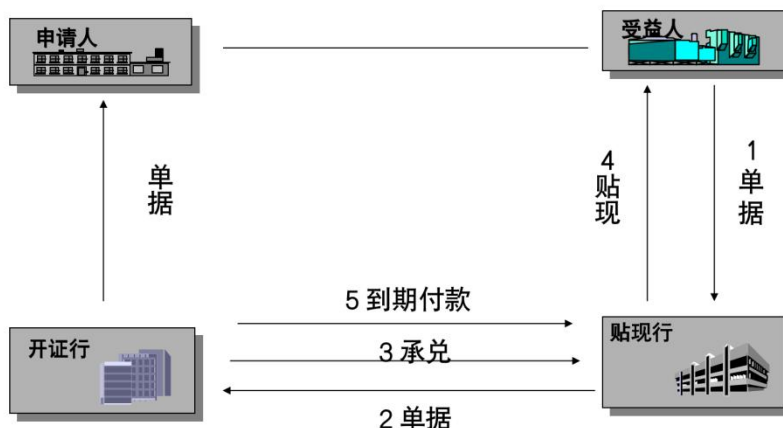 申请人
受益人
单据
4
贴现
1
单据
5 到期付款
开证行
贴现行
3 承兑
2 单据